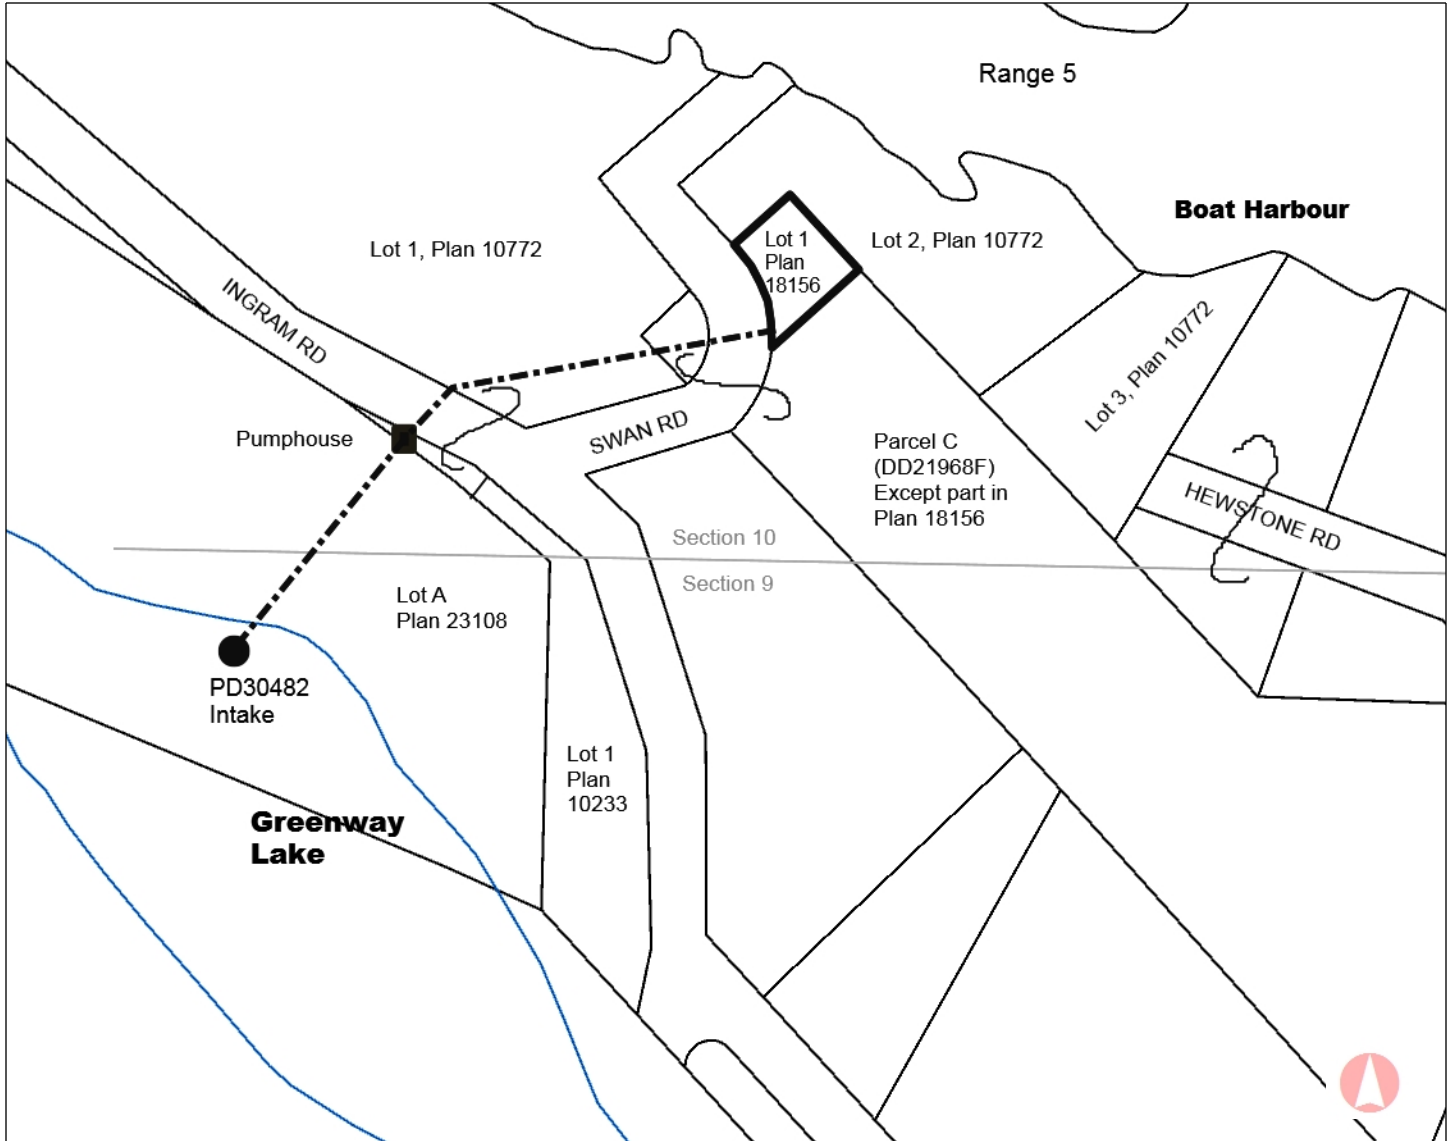 Range 5
Boat Harbour
Lot 1, Plan 10772
Lot 1
Plan
18156
Lot 2, Plan 10772
INGRAM RD
Lot 3, Plan 10772
Pumphouse
SWAN RD
Parcel C
(DD21968F)
Except part in
Plan 18156
HEWSTONE RD
Section 10
Section 9
Lot A
Plan 23108
PD30482
Intake
Lot 1
Plan
10233
Greenway
Lake